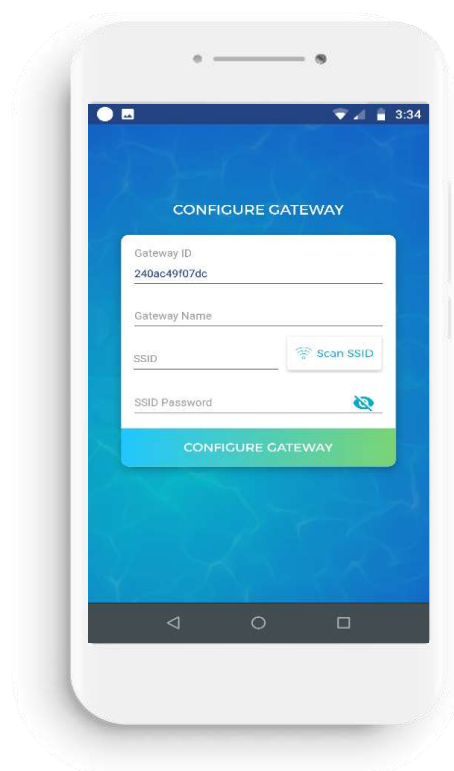 3:34
CONFIGURE GATEWAY
Gateway ID
240ac49f07dc
Gateway Name
SSID
Scan SSID
SSID Password
CONFIGURE GATEWAY